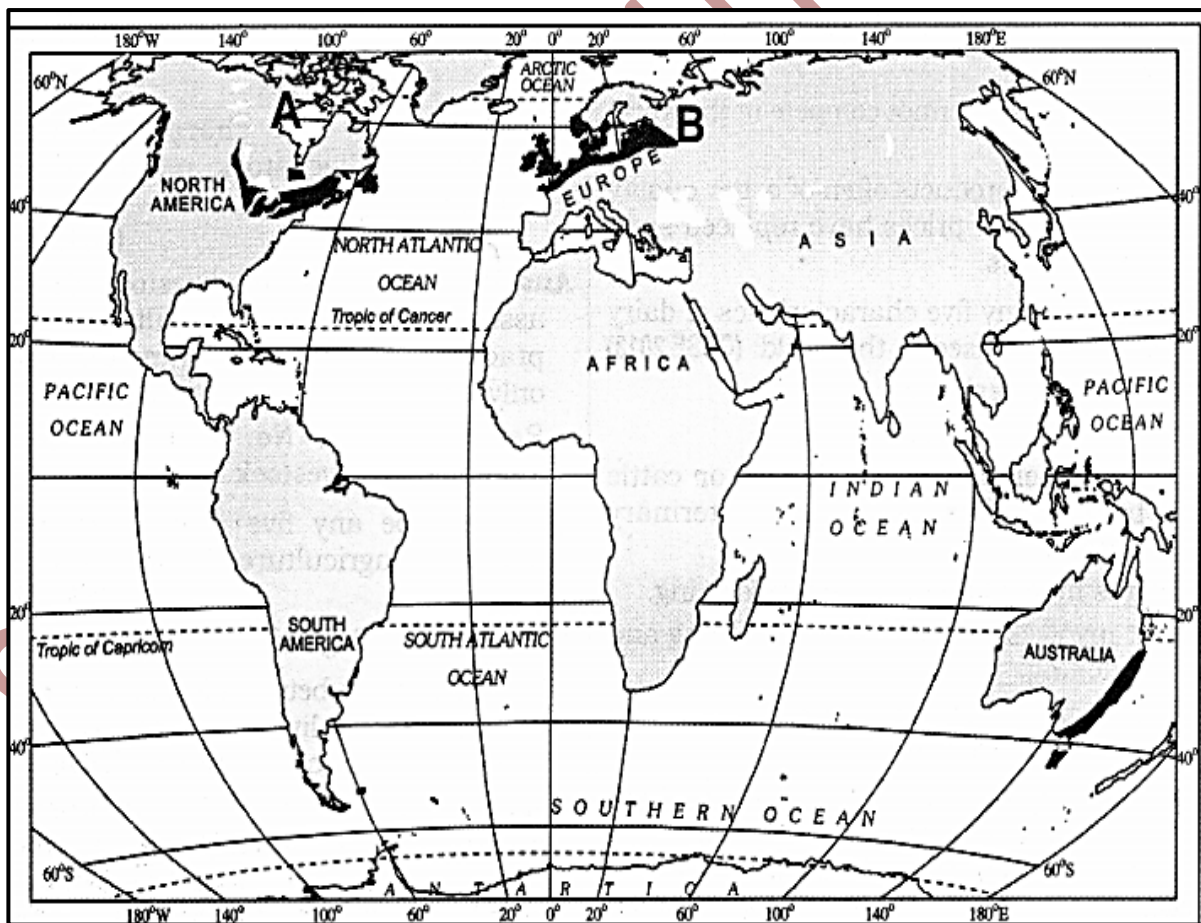 180°W 140° 100° 60° 20° 0° 20° 60° 100° 140° 180°E
60°N
ARCTIC
OCEAN
60°N
A
B
NORTH
AMERICA
EUROPE
ASIA
40°
40°
NORTH ATLANTIC
OCEAN
Tropic of Cancer
20°
20°
AFRICA
PACIFIC
OCEAN
PACIFIC
OCEAN
INDIAN
OCEAN
20°
20°
Tropic of Capricorn
SOUTH
AMERICA
SOUTH ATLANTIC
OCEAN
AUSTRALIA
40°
40°
SOUTHERN OCEAN
60°S
60°S
ANTARTICA
180°W 140° 100° 60° 20° 0° 20° 60° 100° 140° 180°E